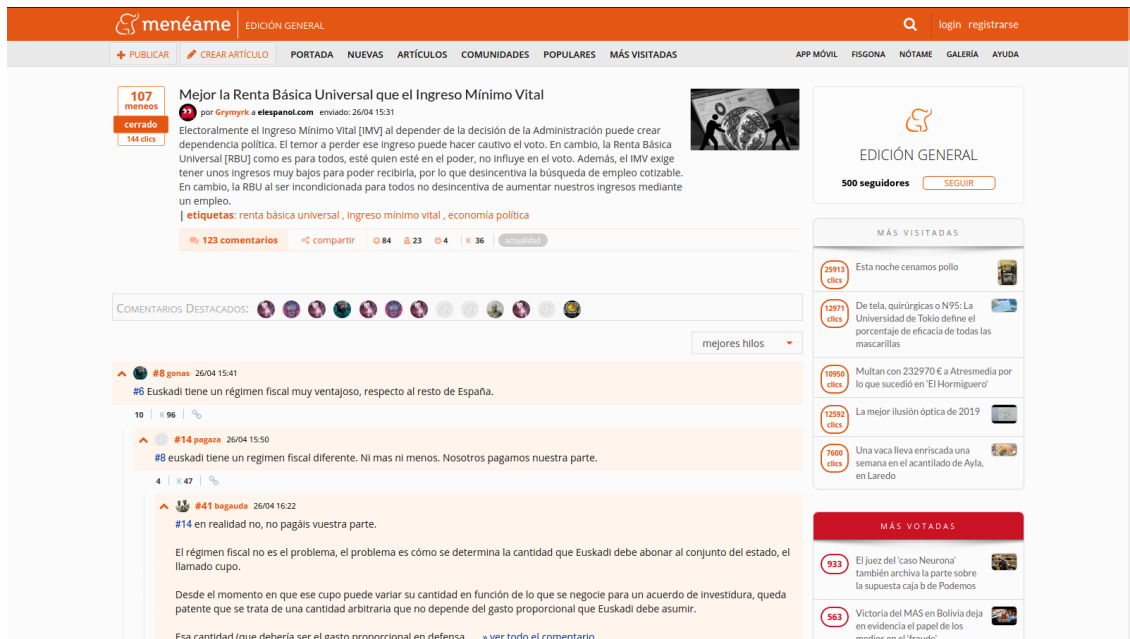 menéame EDICIÓN GENERAL login registrarse
PUBLICAR CREAR ARTÍCULO PORTADA NUEVAS ARTÍCULOS COMUNIDADES POPULARES MÁS VISITADAS APP MÓVIL FISGONA NÓTAME GALERÍA AYUDA
107
meneos
cerrado
144 clics
Mejor la Renta Básica Universal que el Ingreso Mínimo Vital
por Grymyrk a elespanol.com enviado: 26/04 15:31
Electoralmente el Ingreso Mínimo Vital [IMV] al depender de la decisión de la Administración puede crear
dependencia política. El temor a perder ese ingreso puede hacer cautivo el voto. En cambio, la Renta Básica
Universal [RBU] como es para todos, esté quien esté en el poder, no influye en el voto. Además, el IMV exige
tener unos ingresos muy bajos para poder recibirla, por lo que desincentiva la búsqueda de empleo cotizable.
En cambio, la RBU al ser incondicionada para todos no desincentiva de aumentar nuestros ingresos mediante
un empleo.
| etiquetas: renta básica universal , ingreso mínimo vital , economía política
123 comentarios compartir 84 23 4 K 36 actualidad
COMENTARIOS DESTACADOS:
mejores hilos
#8 gonas 26/04 15:41
#6 Euskadi tiene un régimen fiscal muy ventajoso, respecto al resto de España.
10 K 96
#14 pagaza 26/04 15:50
#8 euskadi tiene un regimen fiscal diferente. Ni mas ni menos. Nosotros pagamos nuestra parte.
4 K 47
#41 bagauda 26/04 16:22
#14 en realidad no, no pagáis vuestra parte.
El régimen fiscal no es el problema, el problema es cómo se determina la cantidad que Euskadi debe abonar al conjunto del estado, el
llamado cupo.
Desde el momento en que ese cupo puede variar su cantidad en función de lo que se negocie para un acuerdo de investidura, queda
patente que se trata de una cantidad arbitraria que no depende del gasto proporcional que Euskadi debe asumir.
Esa cantidad (que debería ser el gasto proporcional en defensa, ... » ver todo el comentario
EDICIÓN GENERAL
500 seguidores SEGUIR
MÁS VISITADAS
25913
clics
Esta noche cenamos pollo
12971
clics
De tela, quirúrgicas o N95: La
Universidad de Tokio define el
porcentaje de eficacia de todas las
mascarillas
10950
clics
Multan con 232970 € a Atresmedia por
lo que sucedió en 'El Hormiguero'
12592
clics
La mejor ilusión óptica de 2019
7600
clics
Una vaca lleva enriscada una
semana en el acantilado de Ayla,
en Laredo
MÁS VOTADAS
933
El juez del 'caso Neurona'
también archiva la parte sobre
la supuesta caja b de Podemos
563
Victoria del MAS en Bolivia deja
en evidencia el papel de los
medios en el 'fraude'